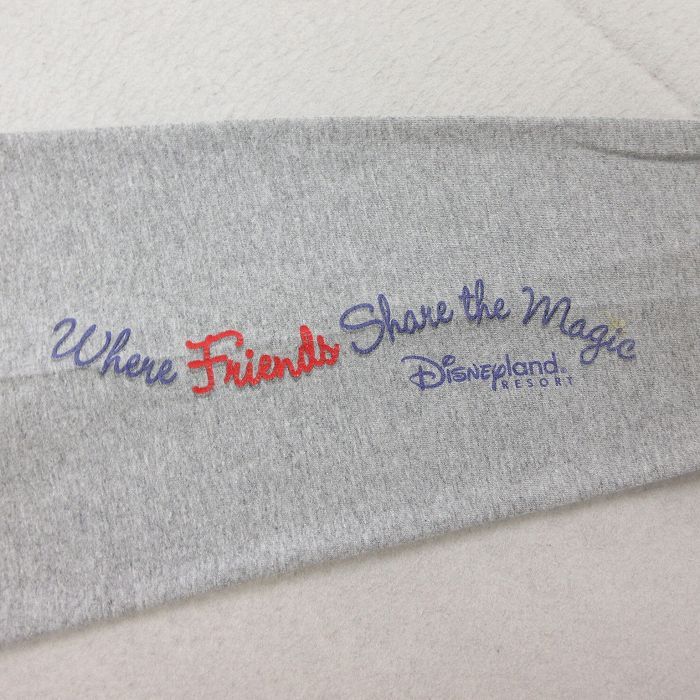 Where Friends Share the Magic
Disneyland®
RESORT